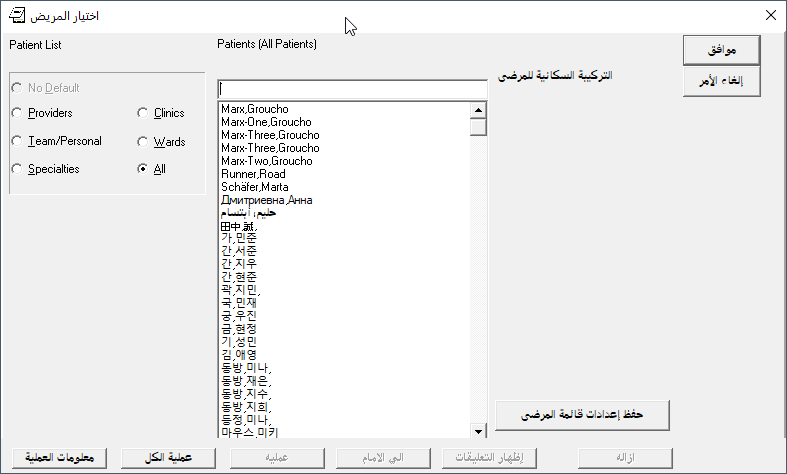 اختيار المريض
Patient List
Patients (All Patients)
موافق
التركيبة السكانية للمرضى
إلغاء الأمر
No Default
Providers
Clinics
Team/Personal
Wards
Specialties
All
Marx,Groucho
Marx-One,Groucho
Marx-Three,Groucho
Marx-Three,Groucho
Marx-Two,Groucho
Runner,Road
Schäfer,Marta
Дмитриевна,Анна
حليم، أبتسام
田中,誠,
가,민준
간,서준
간,지우
간,현준
곽,지민,
국,민재
궁,우진
금,현정
기,성민
김,애영
동방,미나,
동방,재은,
동방,지수,
동방,지희,
등정,미나,
마우스,미키
حفظ إعدادات قائمة المرضى
معلومات العملية
عملية الكل
عمليه
الي الامام
إظهار التعليقات
ازاله